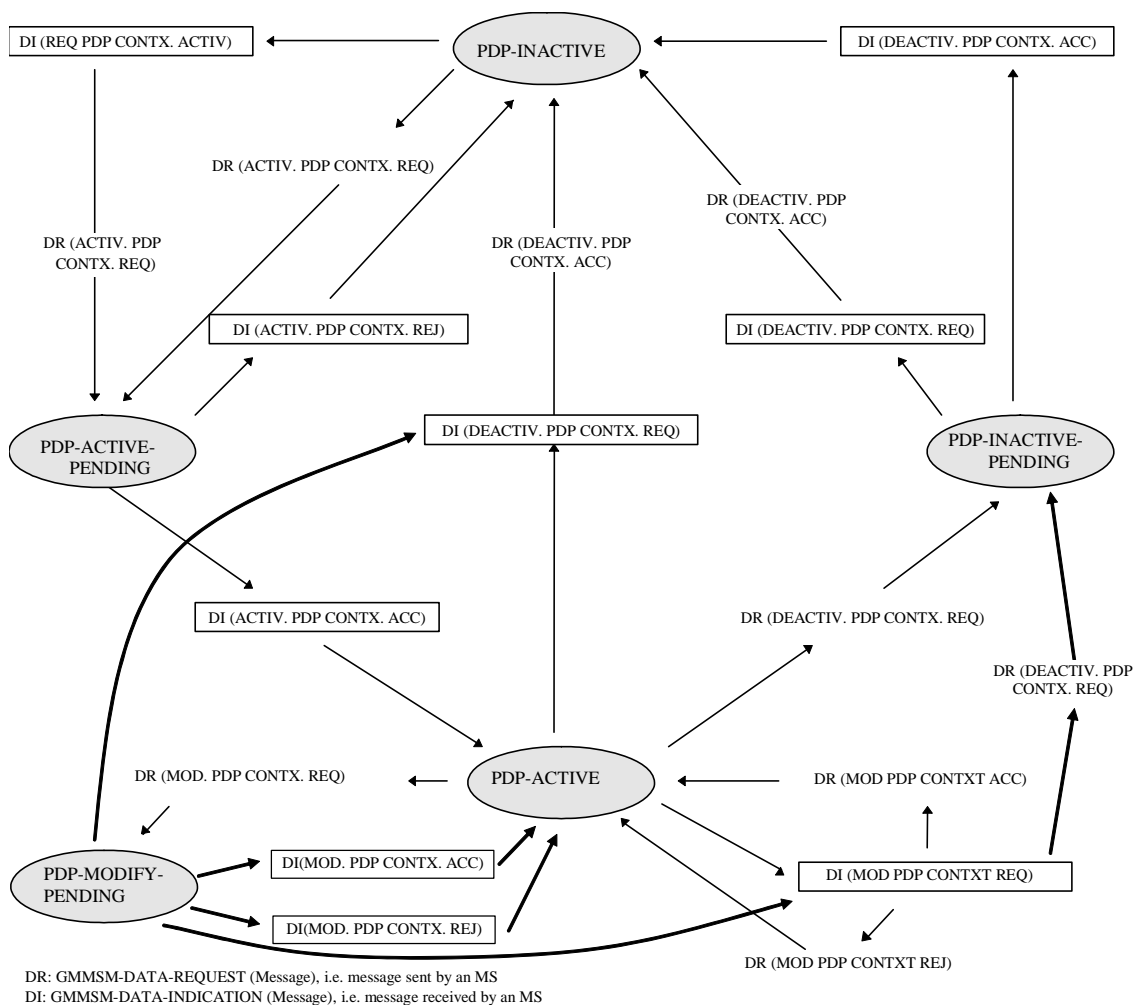 DI (REQ PDP CONTX. ACTIV)
PDP-INACTIVE
DI (DEACTIV. PDP CONTX. ACC)
DR (ACTIV. PDP CONTX. REQ)
DR (DEACTIV. PDP
CONTX. ACC)
DR (ACTIV. PDP
CONTX. REQ)
DR (DEACTIV. PDP
CONTX. ACC)
DI (ACTIV. PDP CONTX. REJ)
DI (DEACTIV. PDP CONTX. REQ)
PDP-ACTIVE-
PENDING
DI (DEACTIV. PDP CONTX. REQ)
PDP-INACTIVE-
PENDING
DI (ACTIV. PDP CONTX. ACC)
DR (DEACTIV. PDP CONTX. REQ)
DR (DEACTIV. PDP
CONTX. REQ)
DR (MOD. PDP CONTX. REQ)
PDP-ACTIVE
DR (MOD PDP CONTXT ACC)
PDP-MODIFY-
PENDING
DI(MOD. PDP CONTX. ACC)
DI (MOD PDP CONTXT REQ)
DI(MOD. PDP CONTX. REJ)
DR (MOD PDP CONTXT REJ)
DR: GMMSM-DATA-REQUEST (Message), i.e. message sent by an MS
DI: GMMSM-DATA-INDICATION (Message), i.e. message received by an MS